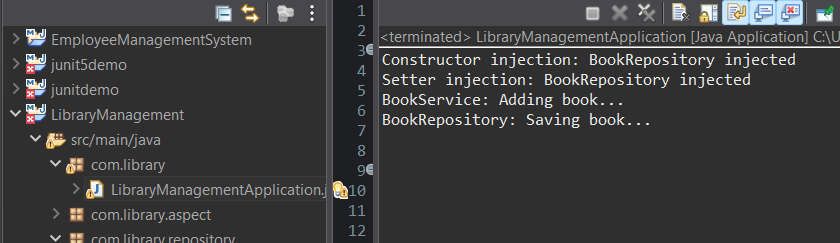 EmployeeManagementSystem
junit5demo
junitdemo
LibraryManagement
src/main/java
com.library
LibraryManagementApplication.j
com.library.aspect
com.library.repository
1
2
3
4
5
6
7
8
9
10
11
12
<terminated> LibraryManagementApplication [Java Application] C:\U
Constructor injection: BookRepository injected
Setter injection: BookRepository injected
BookService: Adding book...
BookRepository: Saving book...